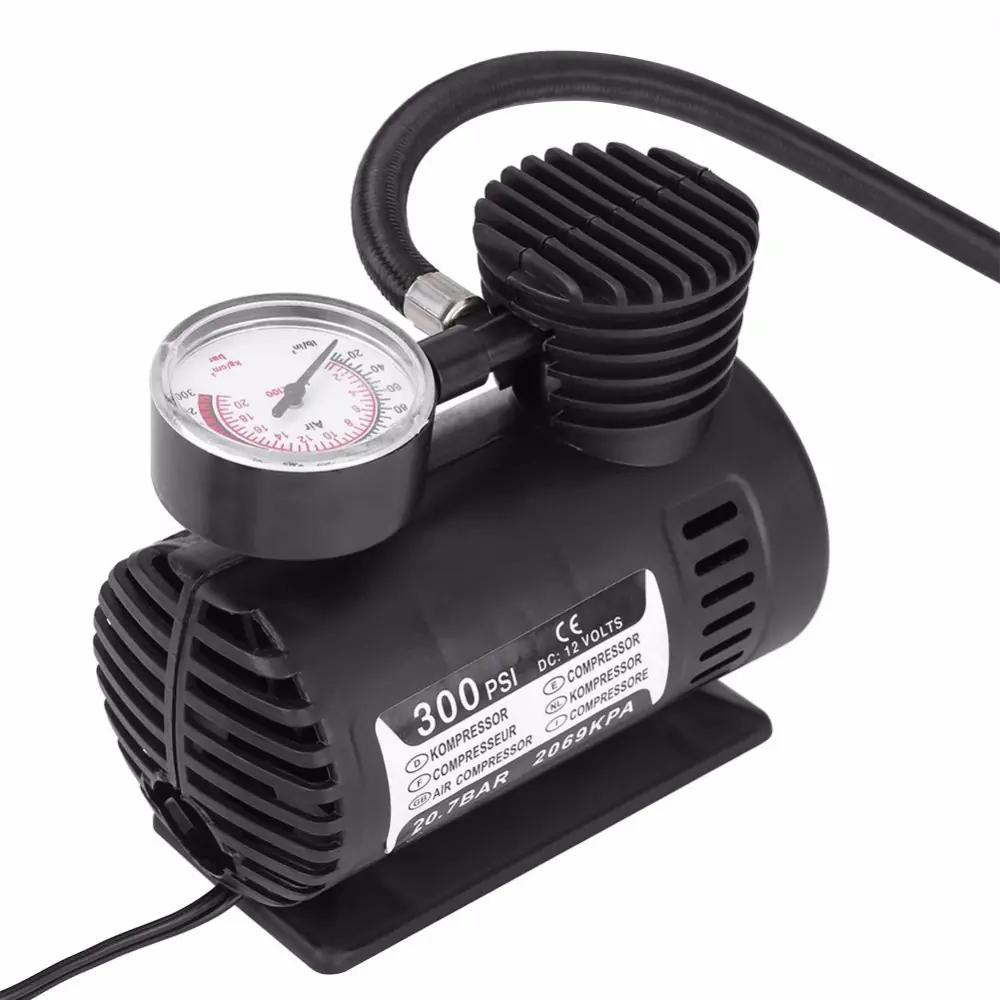 lb/in²
kg/cm²
bar
20
40
60
80
300
2
6
8
10
12
14
16
18
20
x100
Air
CE
300 PSI DC: 12 VOLTS
D KOMPRESSOR E COMPRESSOR
F COMPRESSEUR NL KOMPRESSOR
GB AIR COMPRESSOR I COMPRESSORE
20.7BAR 2069KPA